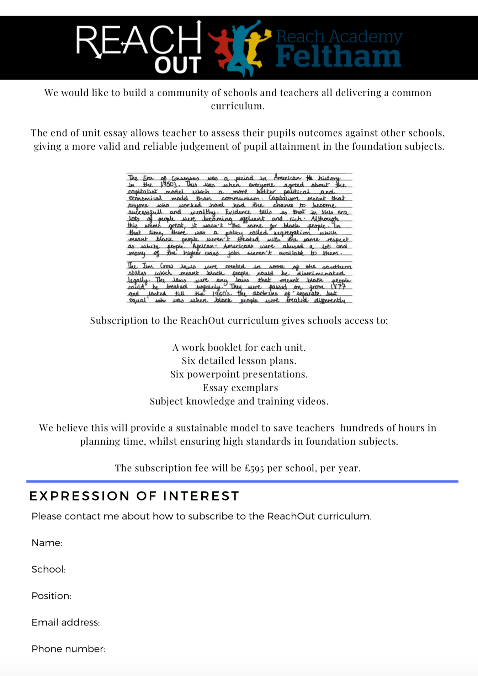 REACH OUT
Reach Academy
Feltham
We would like to build a community of schools and teachers all delivering a common
curriculum.
The end of unit essay allows teacher to assess their pupils outcomes against other schools,
giving a more valid and reliable judgement of pupil attainment in the foundation subjects.
The Era of Consensus was a period in American history
in the 1950s. This was when everyone agreed about the
capitalist model which a more better political and
economical model than communism. Capitalism meant that
anyone who worked hard had the chance to become
successfull and wealthy. Evidence tells us that in this era
lots of people were becoming affluent and rich. Although
this great, it wasn't the same for black people. In
that time, there was a policy called segregation which
meant black people weren't treated with the same respect
as white people. African-Americans were abused a lot and
many of the higher class jobs weren't available to them.
The Jim Crow laws were created in some of the southern
states which meant black people could be discriminated
legally. The laws were any laws that meant black people
could be treated They were passed on from 1877
and lasted till the 1960s. The doctrine of "separate but
equal" was when black people were treated differently
Subscription to the ReachOut curriculum gives schools access to:
A work booklet for each unit.
Six detailed lesson plans.
Six powerpoint presentations.
Essay exemplars
Subject knowledge and training videos.
We believe this will provide a sustainable model to save teachers hundreds of hours in
planning time, whilst ensuring high standards in foundation subjects.
The subscription fee will be £595 per school, per year.
EXPRESSION OF INTEREST
Please contact me about how to subscribe to the ReachOut curriculum.
Name:
School:
Position:
Email address:
Phone number: